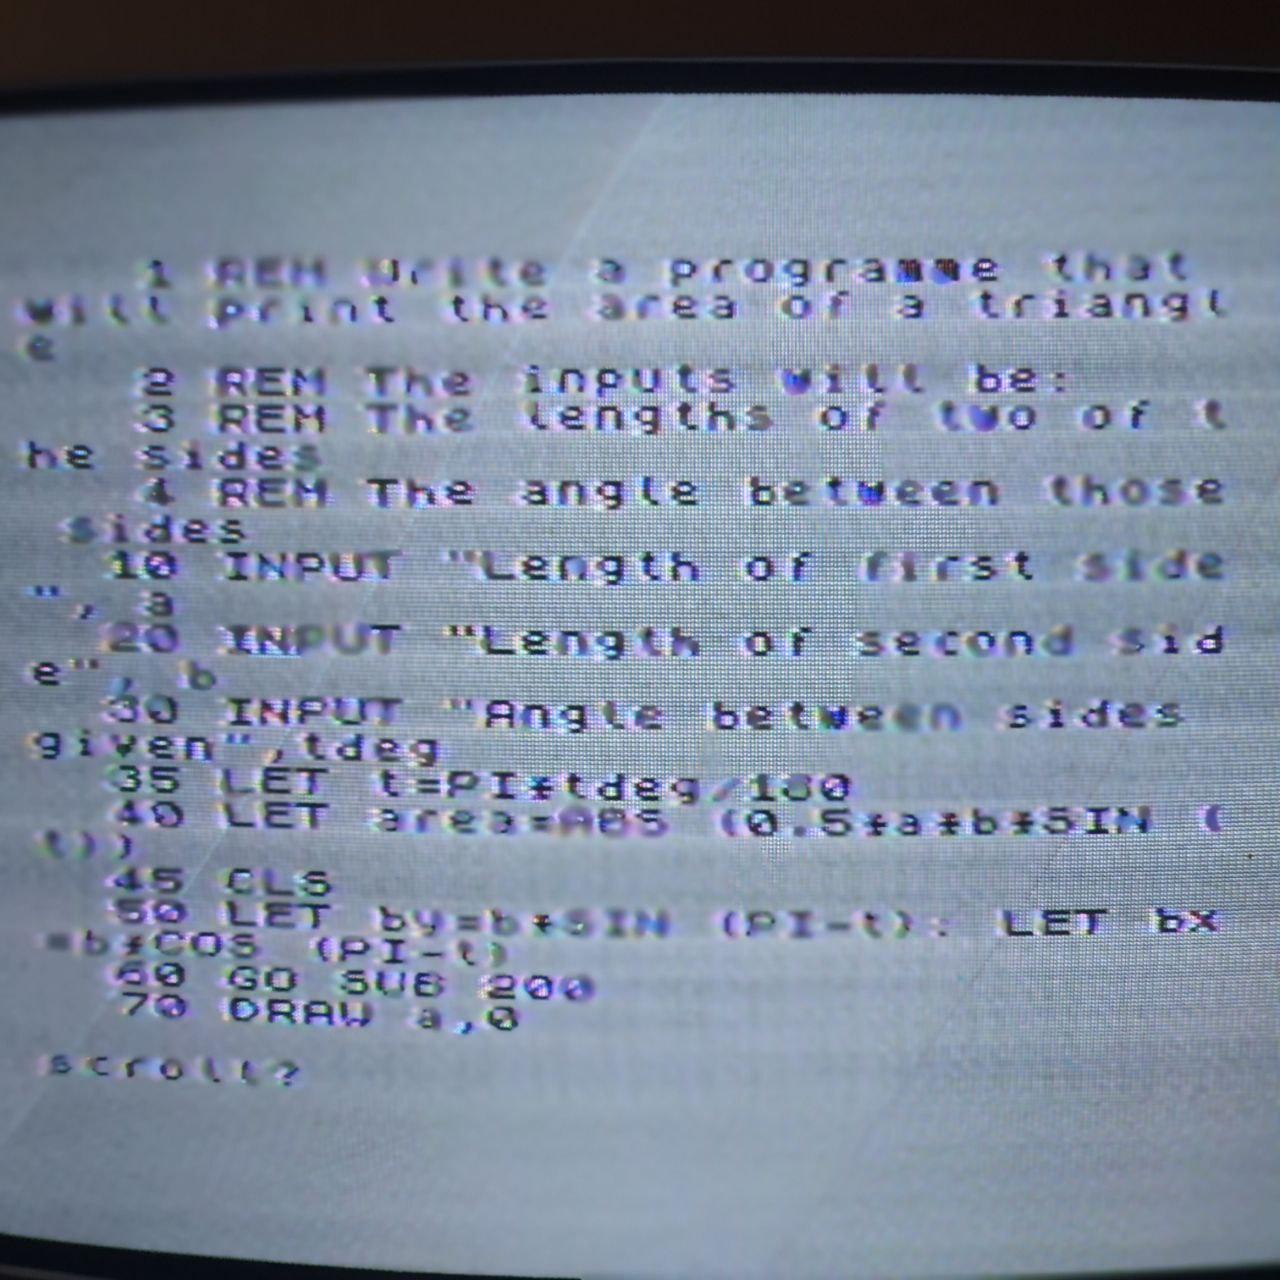 1 REM Write a programme that
will print the area of a triangl
e
2 REM The inputs will be:
3 REM The lengths of two of t
he sides
4 REM The angle between those
sides
10 INPUT "Length of first side
", a
20 INPUT "Length of second sid
e", b
30 INPUT "Angle between sides
given",tdeg
35 LET t=PI*tdeg/180
40 LET area=ABS (0.5*a*b*SIN (
t))
45 CLS
50 LET by=b*SIN (PI-t): LET bx
=b*COS (PI-t)
60 GO SUB 200
70 DRAW a,0
scroll?